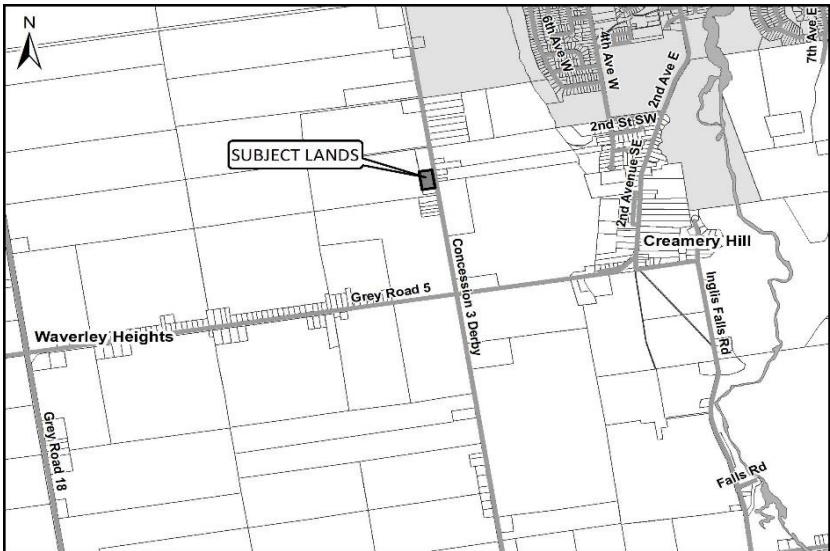 N
6th Ave W
4th Ave W
2nd Ave E
7th Ave E
2nd St SW
SUBJECT LANDS
2nd Avenue SE
Creamery Hill
Concession 3 Derby
Grey Road 5
Inglis Falls Rd
Waverley Heights
Grey Road 18
Falls Rd